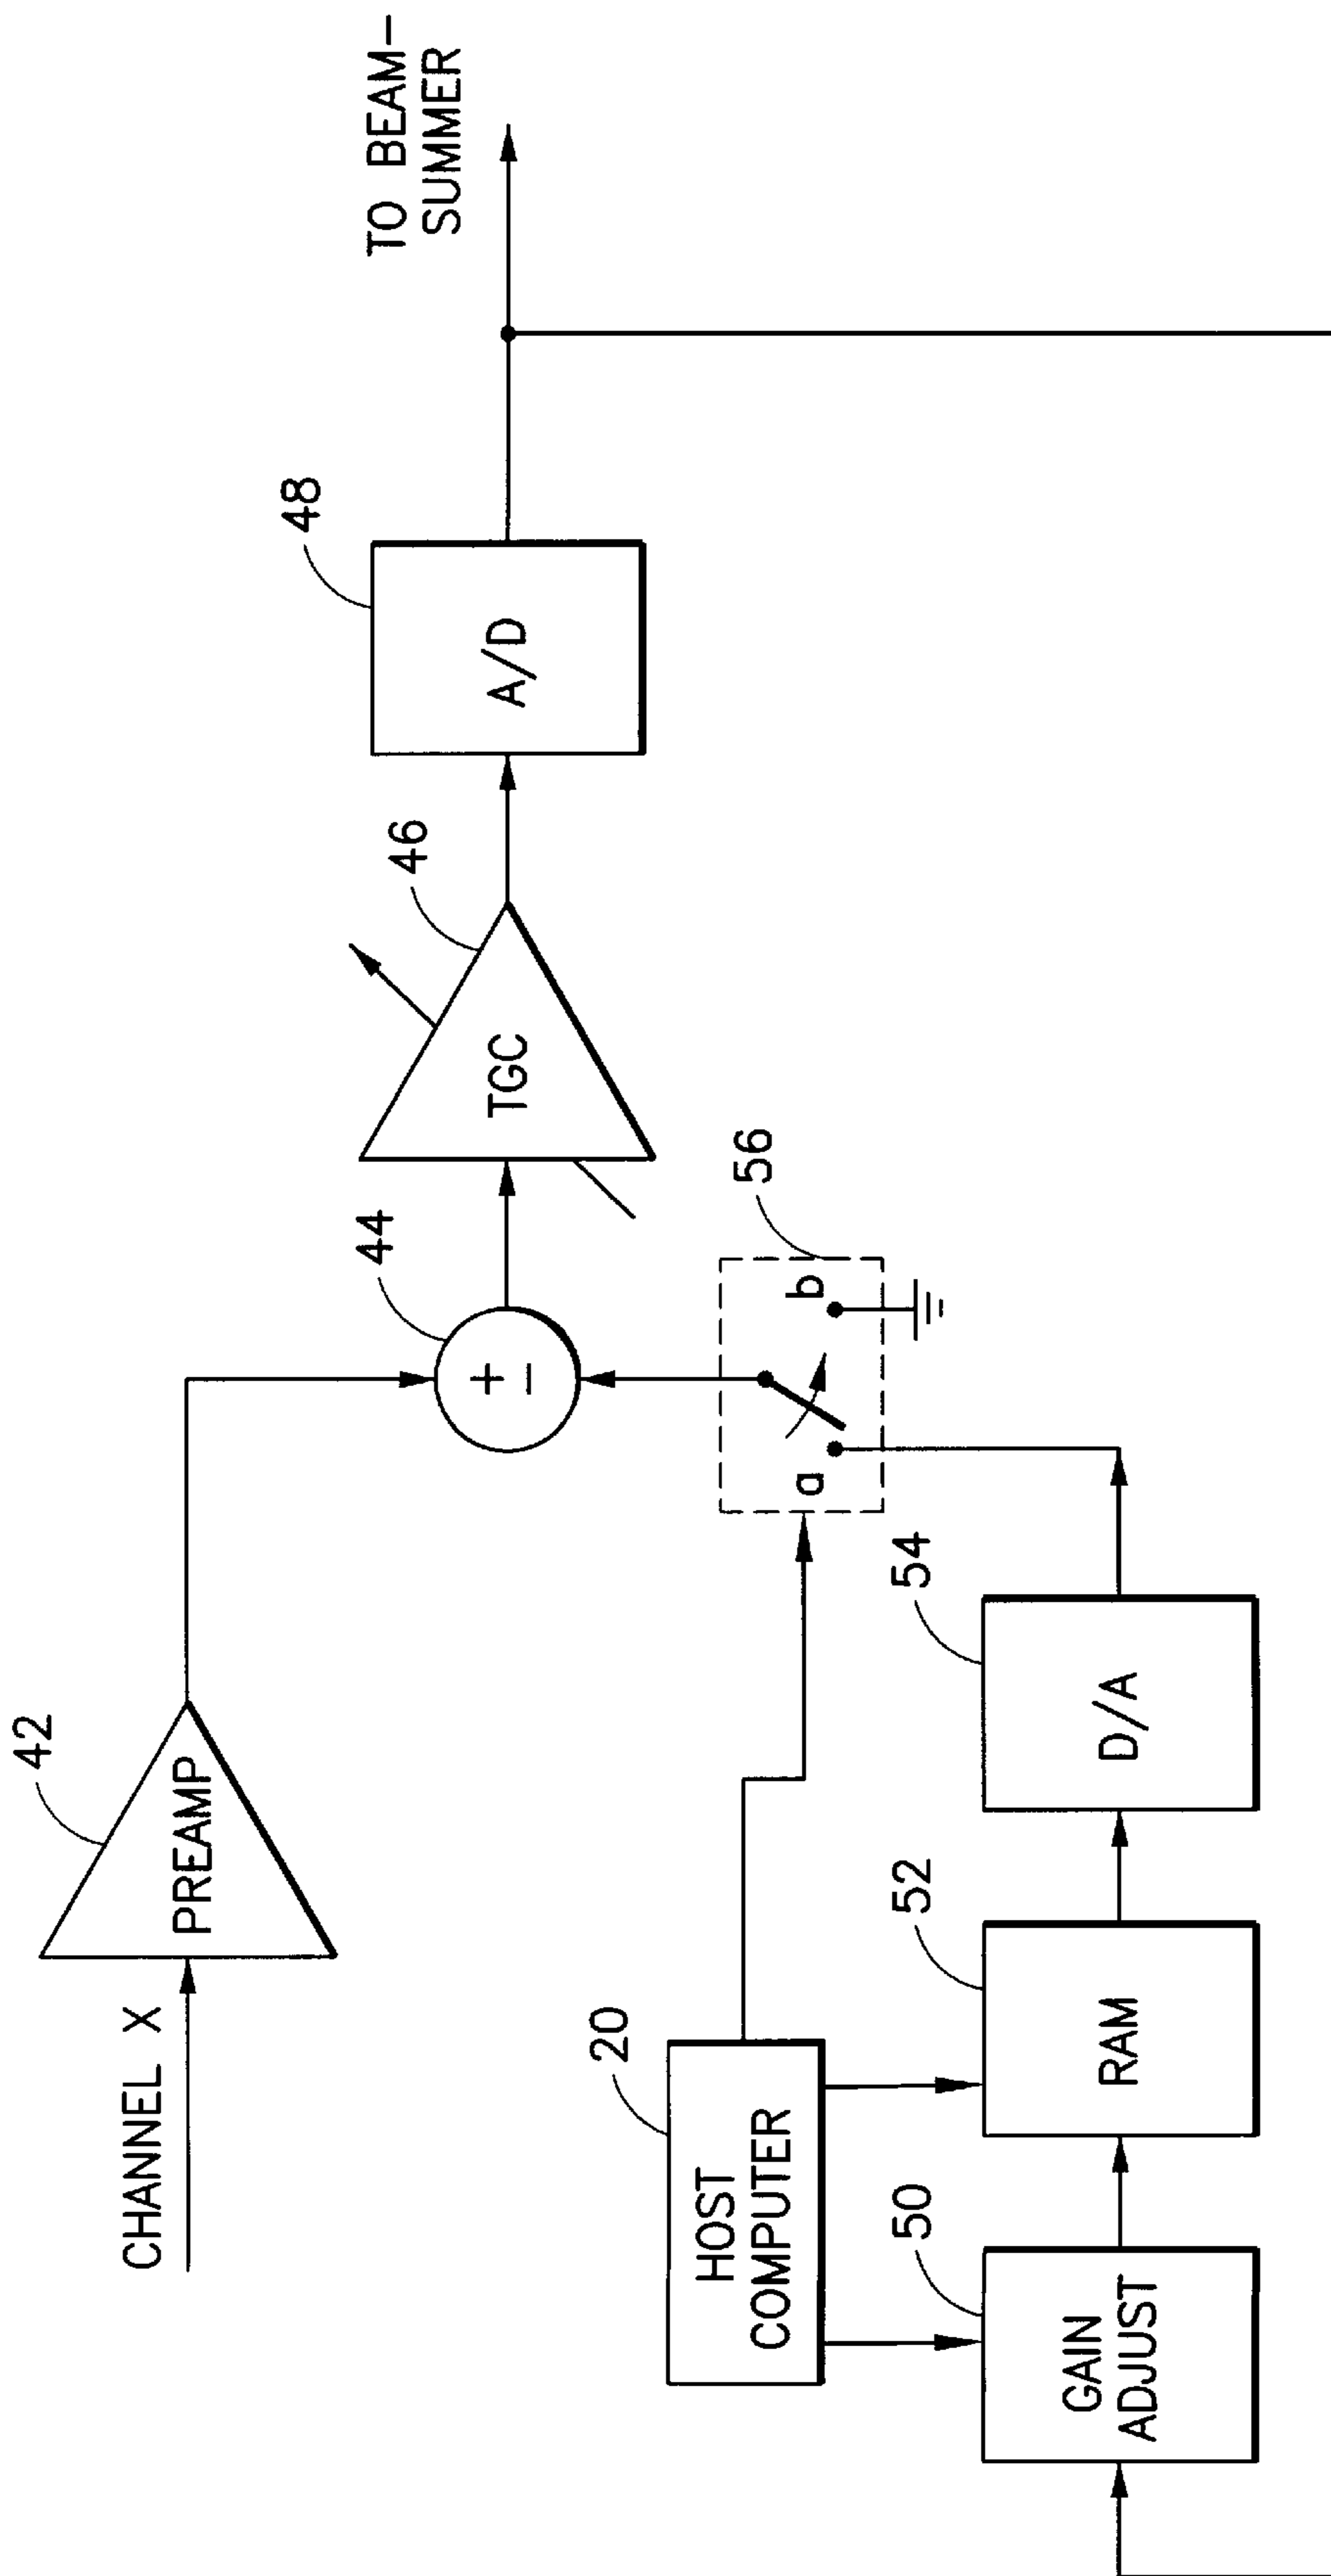 CHANNEL X
42
PREAMP
44
+
−
46
TGC
48
A/D
TO BEAM-
SUMMER
20
HOST
COMPUTER
56
a
b
50
GAIN
ADJUST
52
RAM
54
D/A